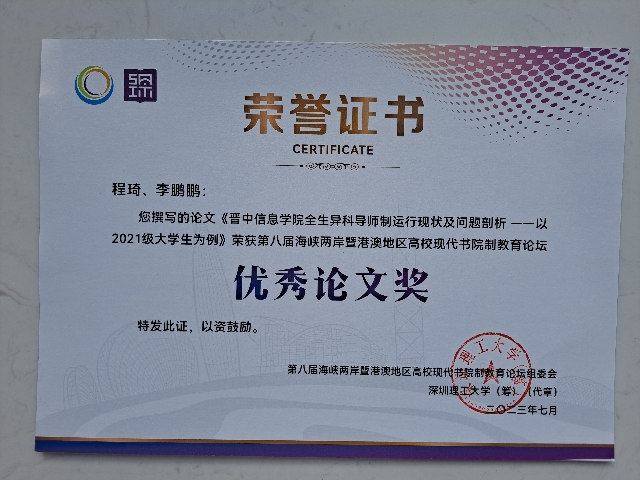 荣誉证书
CERTIFICATE
程琦、李鹏鹏：
您撰写的论文《晋中信息学院全生异科导师制运行现状及问题剖析 ——以
2021级大学生为例》荣获第八届海峡两岸暨港澳地区高校现代书院制教育论坛
优秀论文奖
特发此证，以资鼓励。
第八届海峡两岸暨港澳地区高校现代书院制教育论坛组委会
深圳理工大学（筹）（代章）
二〇二三年七月